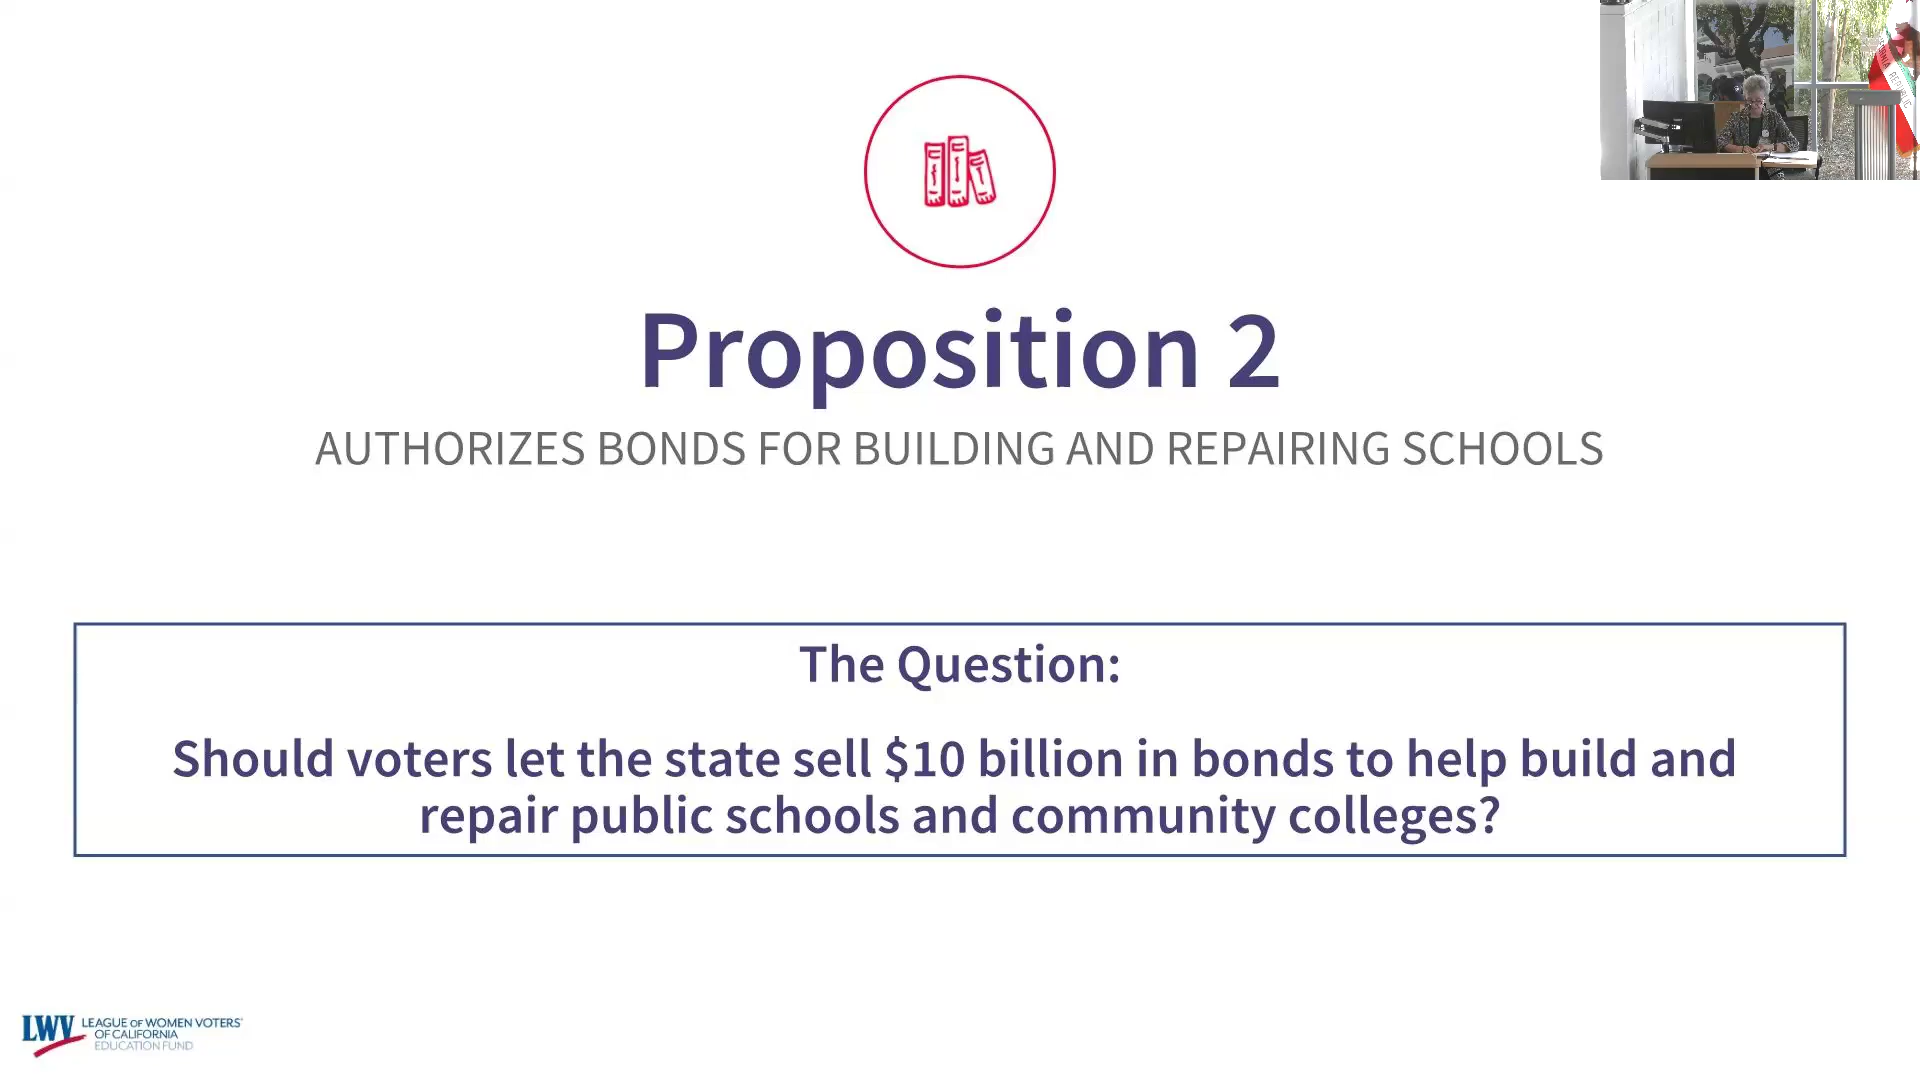 Proposition 2
AUTHORIZES BONDS FOR BUILDING AND REPAIRING SCHOOLS
The Question:
Should voters let the state sell $10 billion in bonds to help build and
repair public schools and community colleges?
LWV LEAGUE OF WOMEN VOTERS®
OF CALIFORNIA
EDUCATION FUND
REPUBLIC